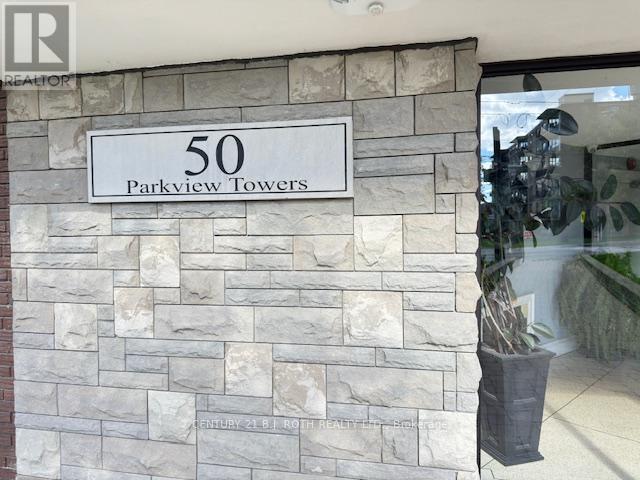 REALTOR®
50
Parkview Towers
CENTURY 21 B.J. ROTH REALTY LTD., Brokerage